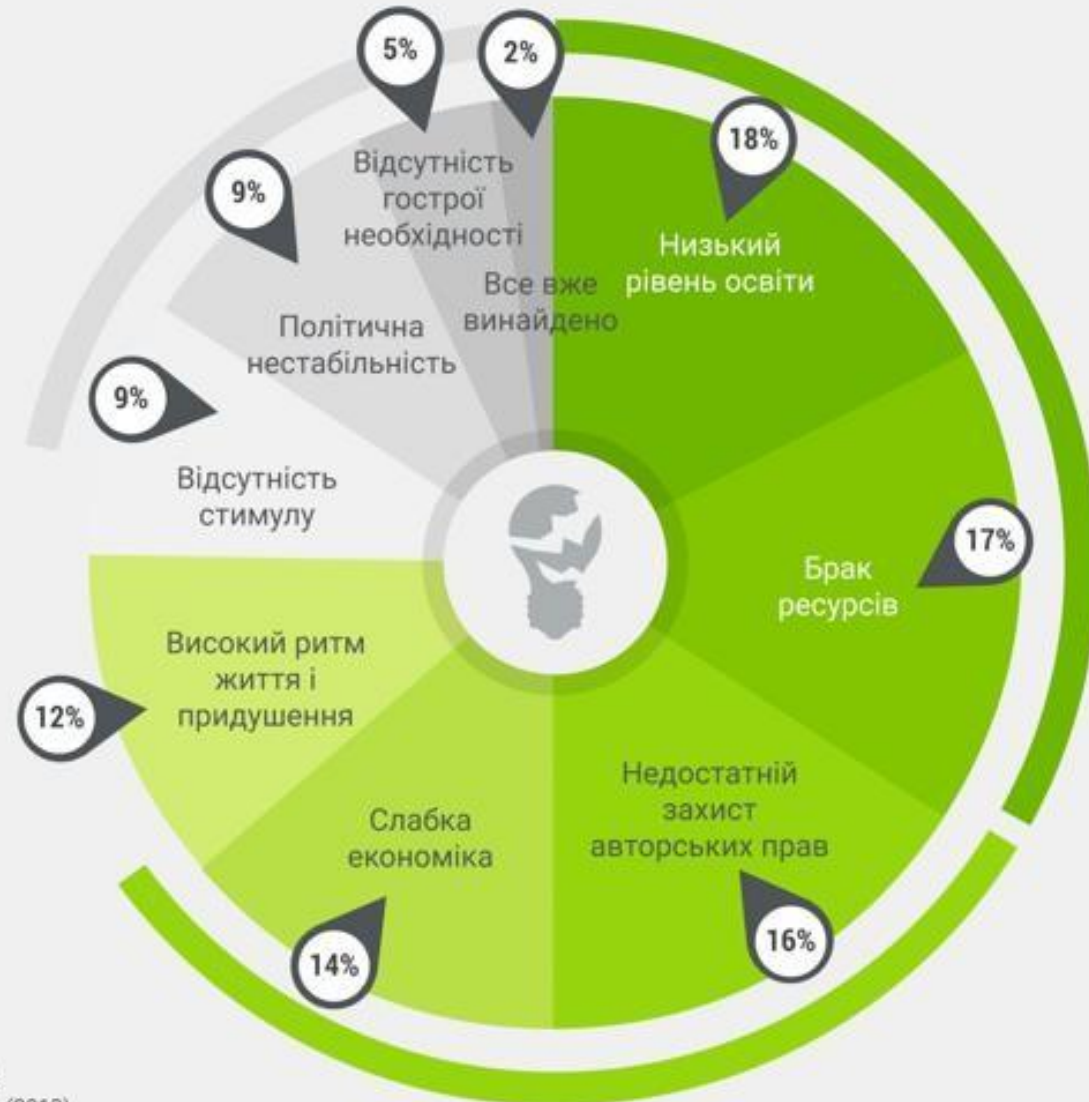 5%
2%
18%
9%
Відсутність
гострої
необхідності
Низький
рівень освіти
Все вже
винайдено
Політична
нестабільність
9%
Відсутність
стимулу
17%
Брак
ресурсів
Високий ритм
життя і
придушення
12%
Недостатній
захист
авторських прав
Слабка
економіка
16%
14%